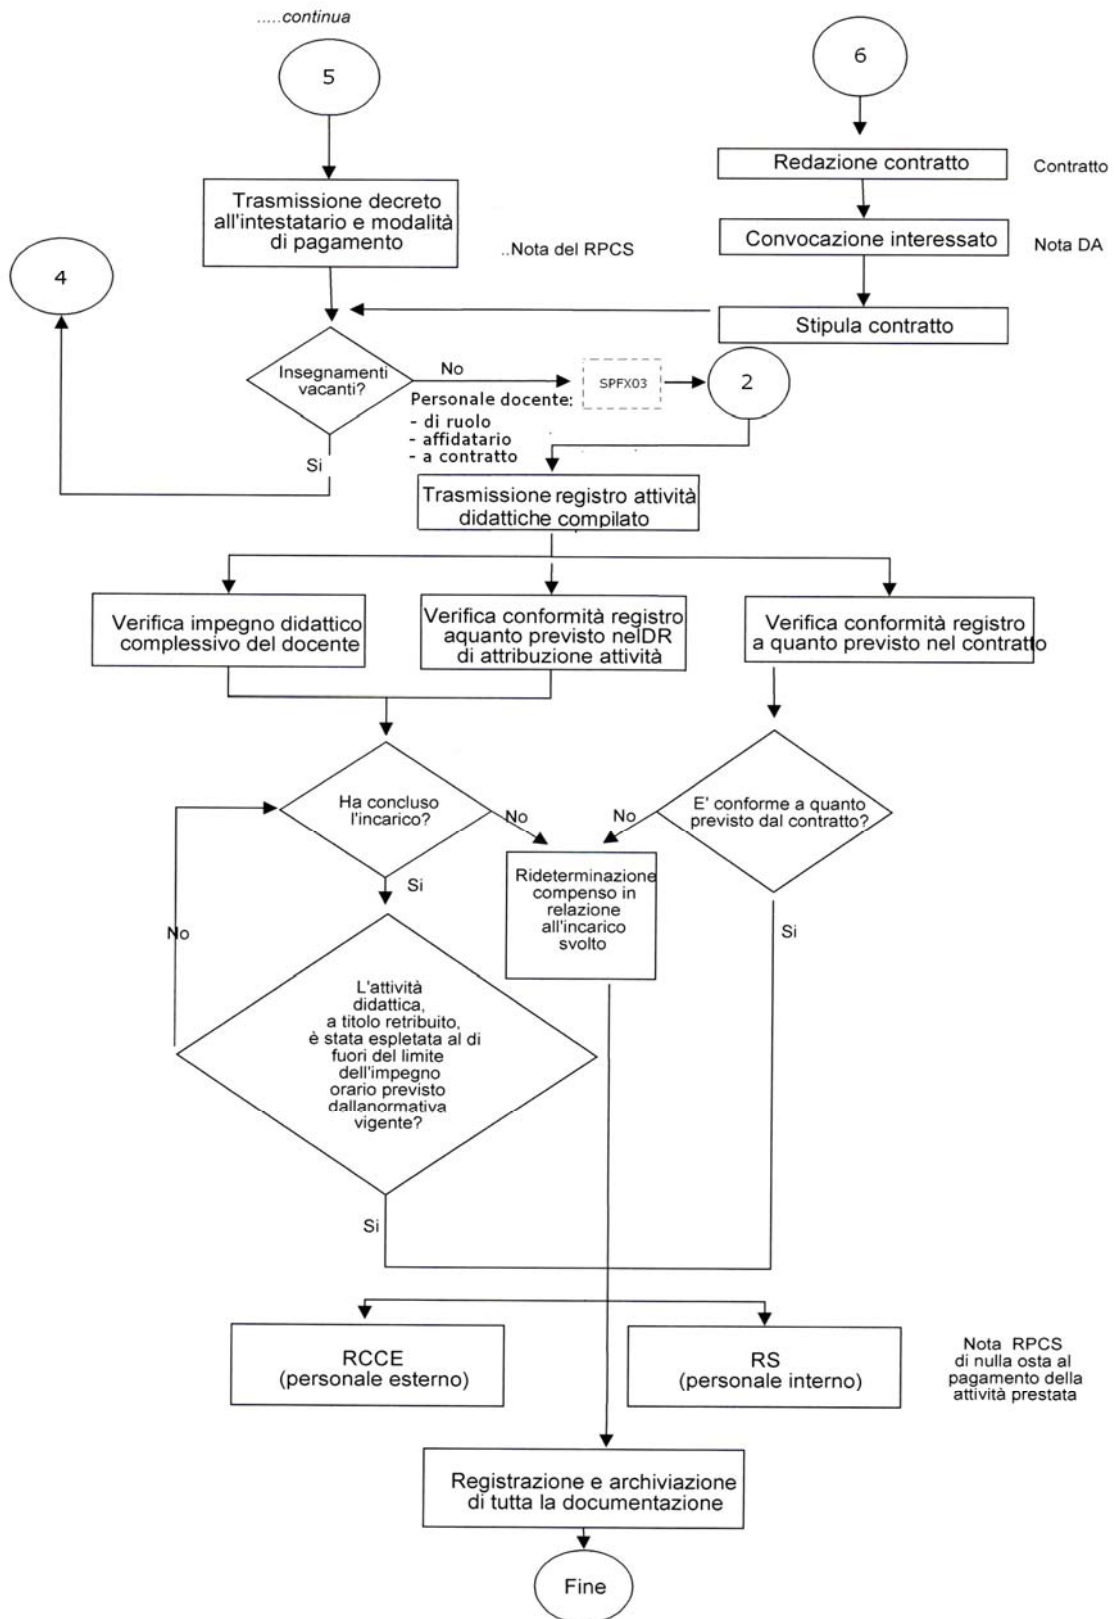 .....continua
5
6
Redazione contratto
Contratto
Trasmissione decreto
all'intestatario e modalità
di pagamento
Convocazione interessato
Nota DA
..Nota del RPCS
4
Stipula contratto
Insegnamenti
vacanti?
No
SPFX03
2
Personale docente:
- di ruolo
- affidatario
- a contratto
Si
Trasmissione registro attività
didattiche compilato
Verifica impegno didattico
complessivo del docente
Verifica conformità registro
aquanto previsto nelDR
di attribuzione attività
Verifica conformità registro
a quanto previsto nel contratto
Ha concluso
l'incarico?
No
No
E' conforme a quanto
previsto dal contratto?
Si
Rideterminazione
compenso in
relazione
all'incarico
svolto
Si
No
L'attività
didattica,
a titolo retribuito,
è stata espletata al di
fuori del limite
dell'impegno
orario previsto
dallanormativa
vigente?
Si
RCCE
(personale esterno)
RS
(personale interno)
Nota RPCS
di nulla osta al
pagamento della
attività prestata
Registrazione e archiviazione
di tutta la documentazione
Fine